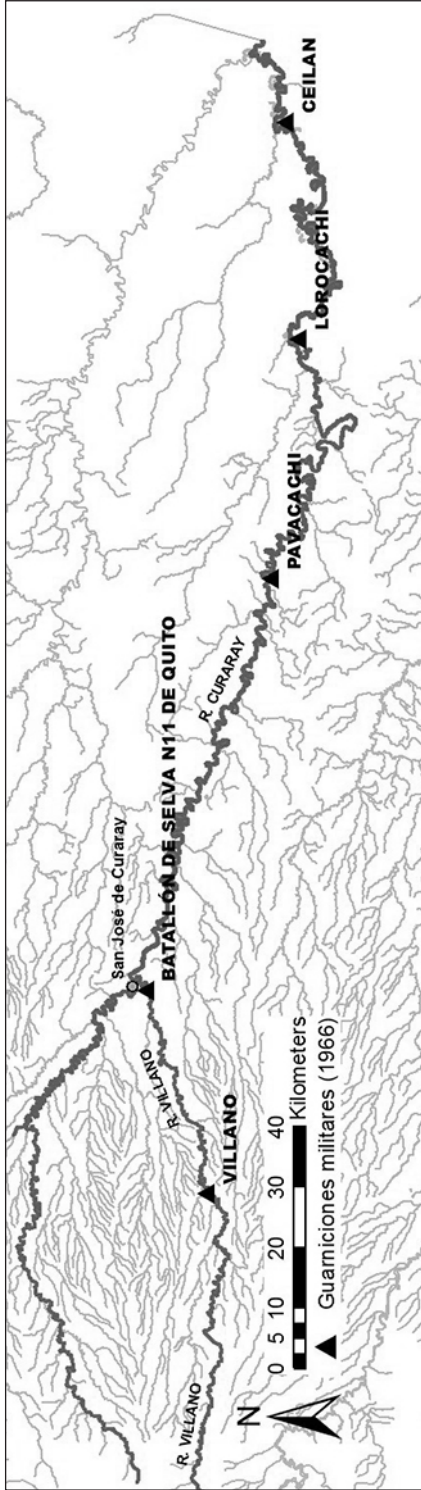 San José de Curaray
BATALLÓN DE SELVA N11 DE QUITO
R. CURARAY
R. VILLANO
VILLANO
R. VILLANO
PAVACACHI
LOROCACHI
CEILAN
N
0 5 10 20 30 40
Kilometers
Guarniciones militares (1966)